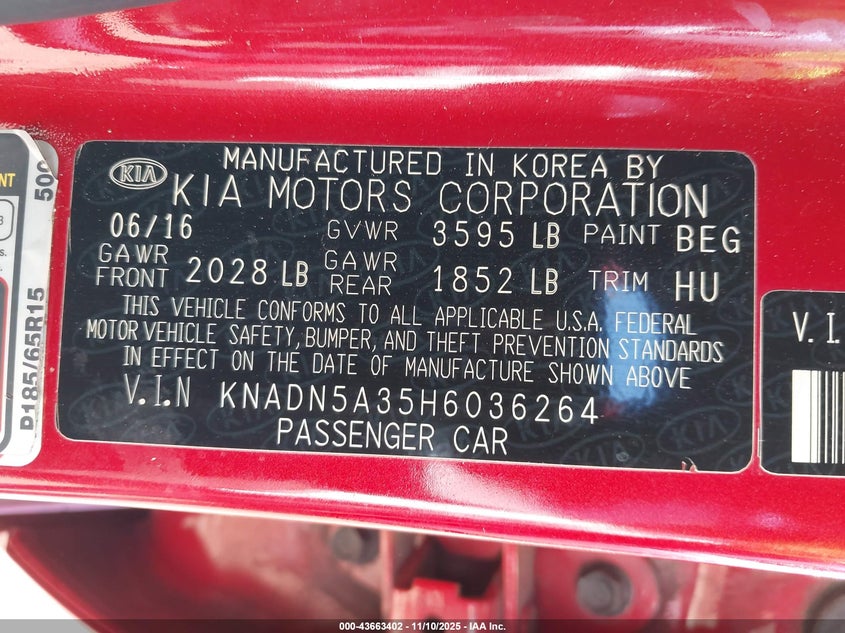 MANUFACTURED IN KOREA BY
KIA
KIA MOTORS CORPORATION
06/16 GVWR 3595 LB PAINT BEG
GAWR FRONT 2028 LB GAWR REAR 1852 LB TRIM HU
THIS VEHICLE CONFORMS TO ALL APPLICABLE U.S.A. FEDERAL
MOTOR VEHICLE SAFETY, BUMPER, AND THEFT PREVENTION STANDARDS
IN EFFECT ON THE DATE OF MANUFACTURE SHOWN ABOVE
V.I.N KNADN5A35H6036264
PASSENGER CAR
P185/65R15
500
NT
3
s.
V.I
000-43663402 - 11/10/2025 - IAA Inc.